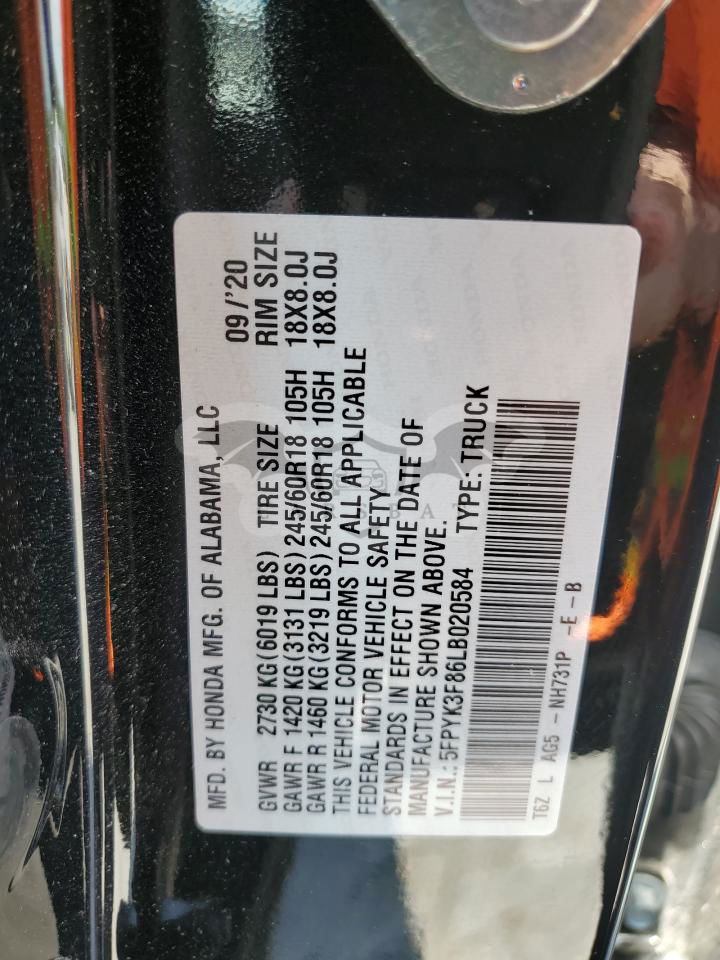 MFD. BY HONDA MFG. OF ALABAMA, LLC 09/'20
GVWR 2730 KG (6019 LBS) TIRE SIZE RIM SIZE
GAWR F 1420 KG (3131 LBS) 245/60R18 105H 18X8.0J
GAWR R 1460 KG (3219 LBS) 245/60R18 105H 18X8.0J
THIS VEHICLE CONFORMS TO ALL APPLICABLE
FEDERAL MOTOR VEHICLE SAFETY
STANDARDS IN EFFECT ON THE DATE OF
MANUFACTURE SHOWN ABOVE.
V.I.N.: 5FPYK3F86LB020584 TYPE: TRUCK
T6Z L AG5 - NH731P -E - B